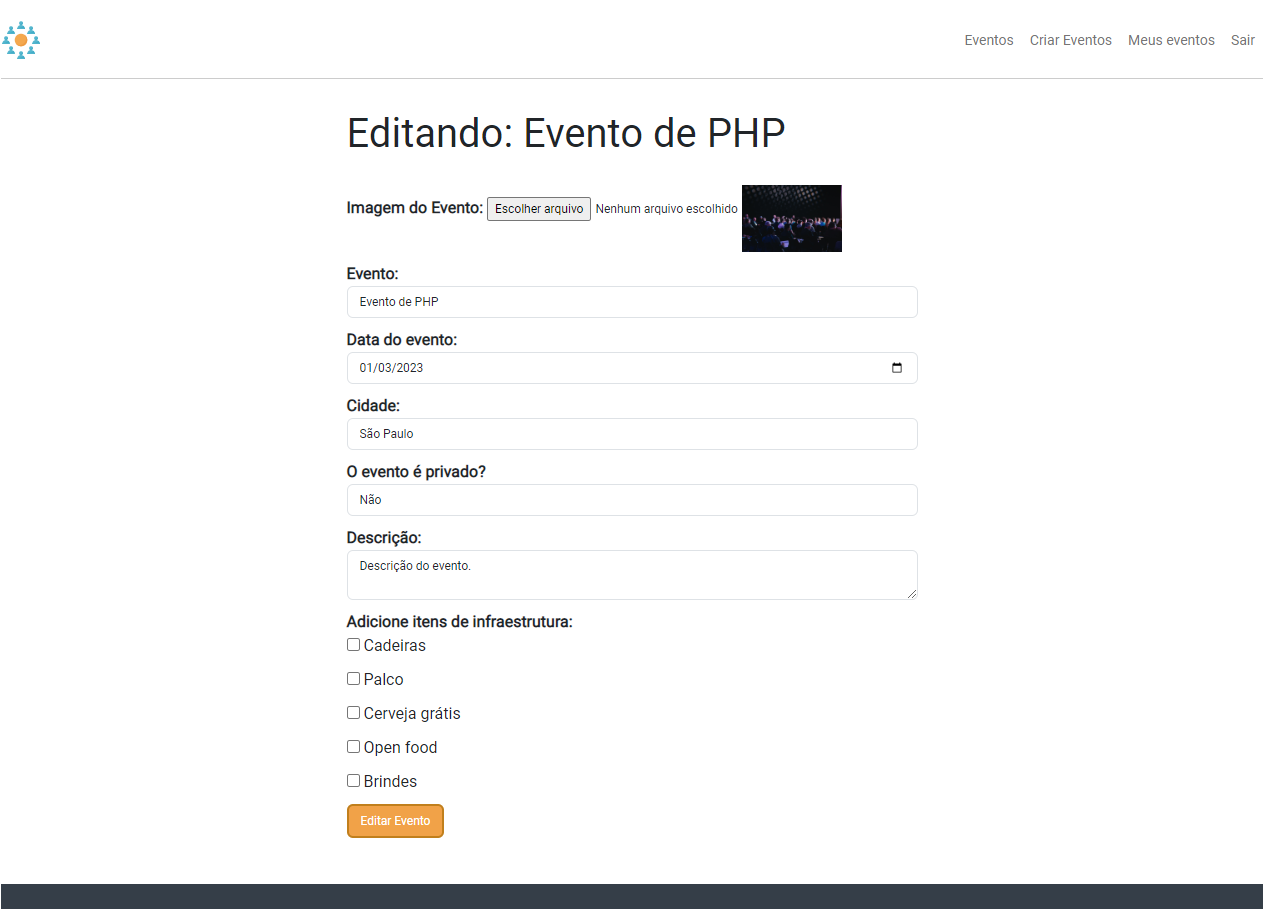 Eventos Criar Eventos Meus eventos Sair
Editando: Evento de PHP
Imagem do Evento: Escolher arquivo Nenhum arquivo escolhido
Evento:
Evento de PHP
Data do evento:
01/03/2023
Cidade:
São Paulo
O evento é privado?
Não
Descrição:
Descrição do evento.
Adicione itens de infraestrutura:
Cadeiras
Palco
Cerveja grátis
Open food
Brindes
Editar Evento